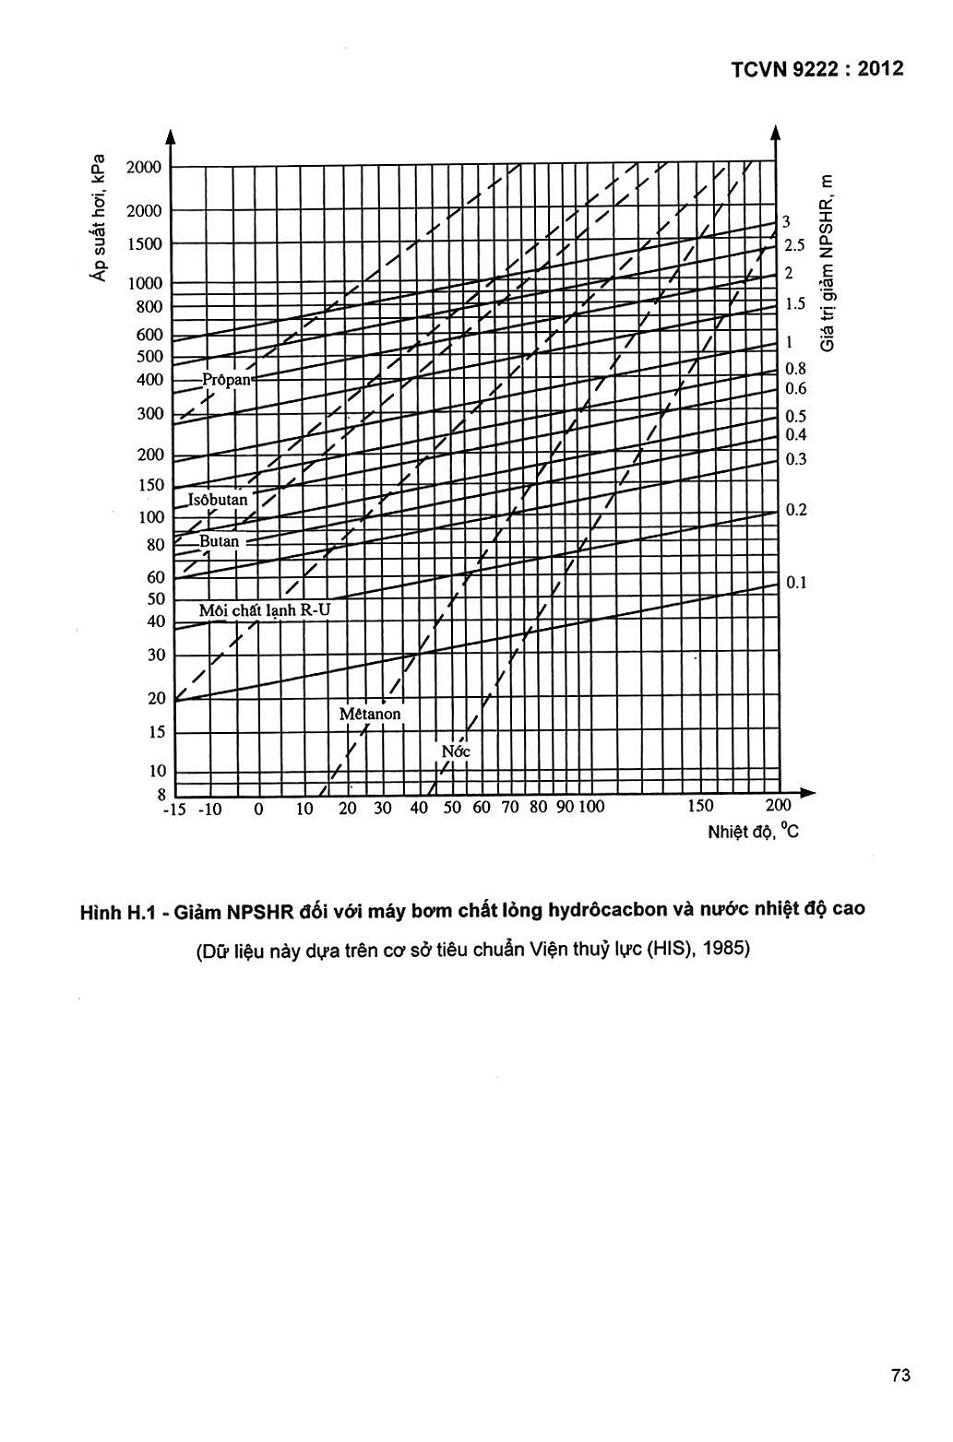 TCVN 9222 : 2012
Áp suất hơi, kPa
2000
2000
1500
1000
800
600
500
400
300
200
150
100
80
60
50
40
30
20
15
10
8
Prôpan
Isôbutan
Butan
Môi chất lạnh R-U
Mêtanon
Nớc
3
2.5
2
1.5
1
0.8
0.6
0.5
0.4
0.3
0.2
0.1
Giá trị giảm NPSHR, m
-15 -10 0 10 20 30 40 50 60 70 80 90 100 150 200
Nhiệt độ, ⁰C
Hình H.1 - Giảm NPSHR đối với máy bơm chất lỏng hydrôcacbon và nước nhiệt độ cao
(Dữ liệu này dựa trên cơ sở tiêu chuẩn Viện thuỷ lực (HIS), 1985)
73